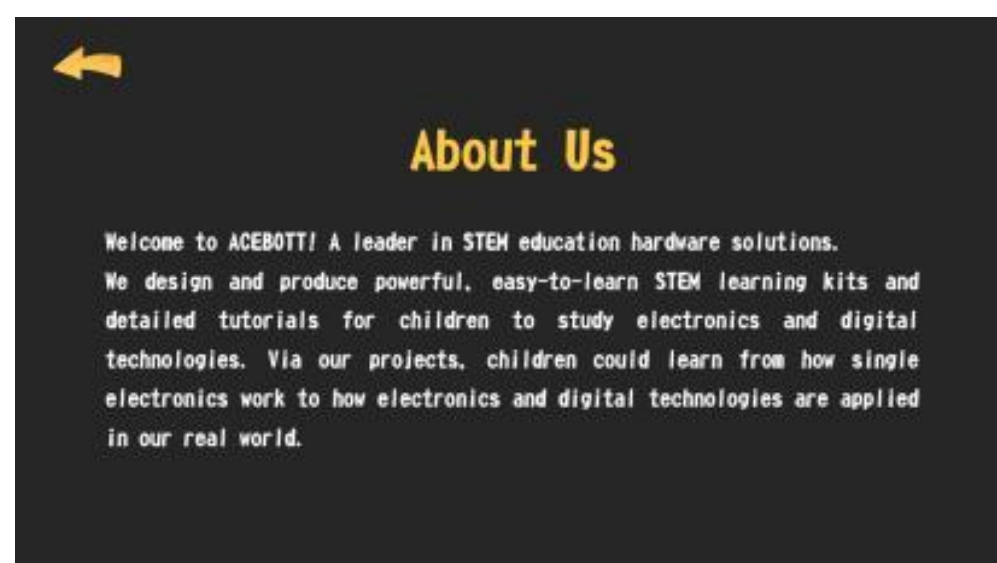 About Us
Welcome to ACEBOTT! A leader in STEM education hardware solutions.
We design and produce powerful, easy-to-learn STEM learning kits and
detailed tutorials for children to study electronics and digital
technologies. Via our projects, children could learn from how single
electronics work to how electronics and digital technologies are applied
in our real world.